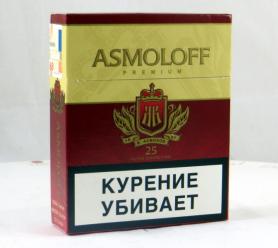 ASMOLOFF
PREMIUM
25
КУРЕНИЕ
УБИВАЕТ